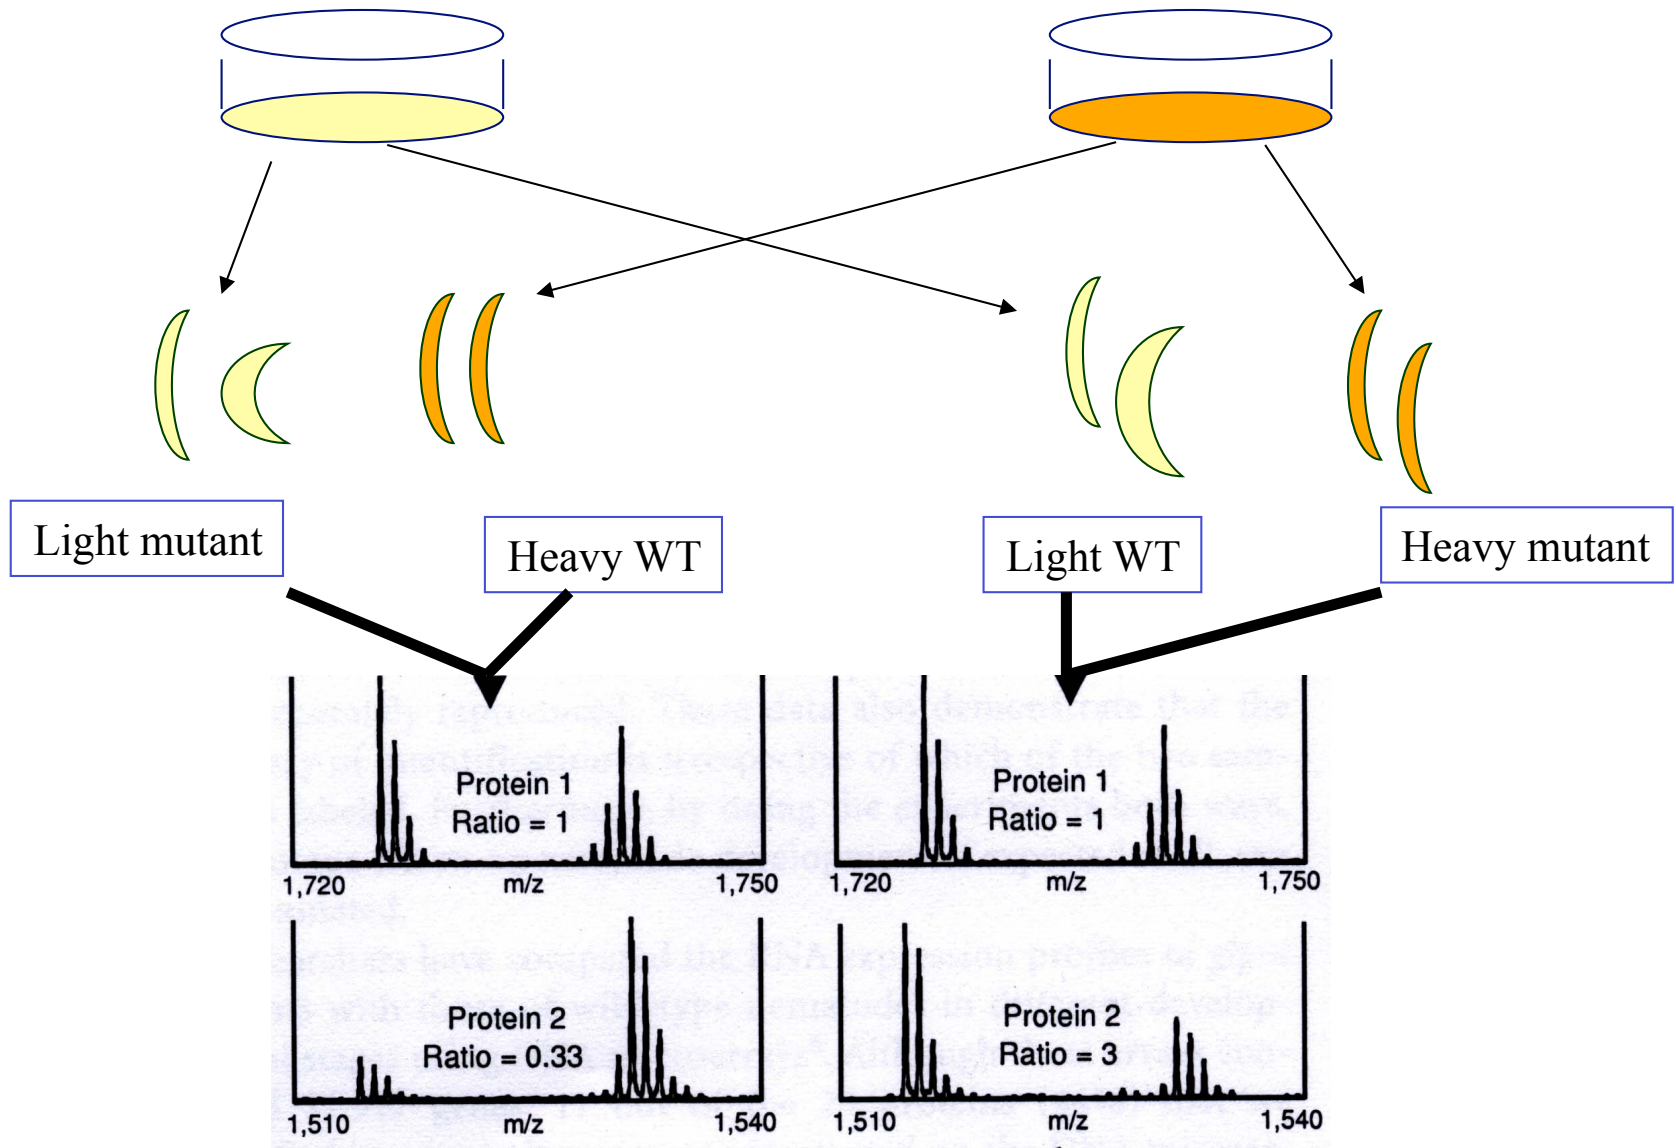 Light mutant
Heavy WT
Light WT
Heavy mutant
Protein 1
Ratio = 1
1,720
m/z
1,750
Protein 1
Ratio = 1
1,720
m/z
1,750
Protein 2
Ratio = 0.33
1,510
m/z
1,540
Protein 2
Ratio = 3
1,510
m/z
1,540